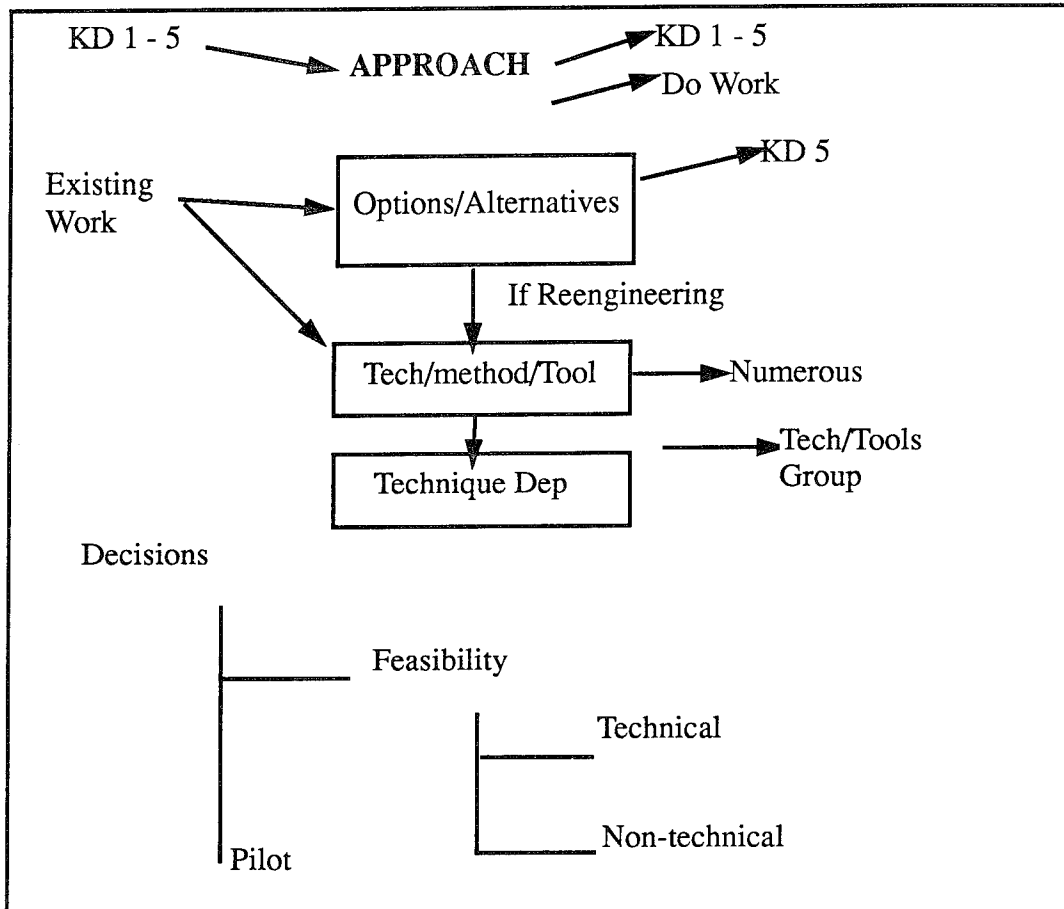 KD 1 - 5
APPROACH
KD 1 - 5
Do Work
KD 5
Existing
Work
Options/Alternatives
If Reengineering
Tech/method/Tool
Numerous
Tech/Tools
Group
Technique Dep
Decisions
Feasibility
Technical
Non-technical
Pilot